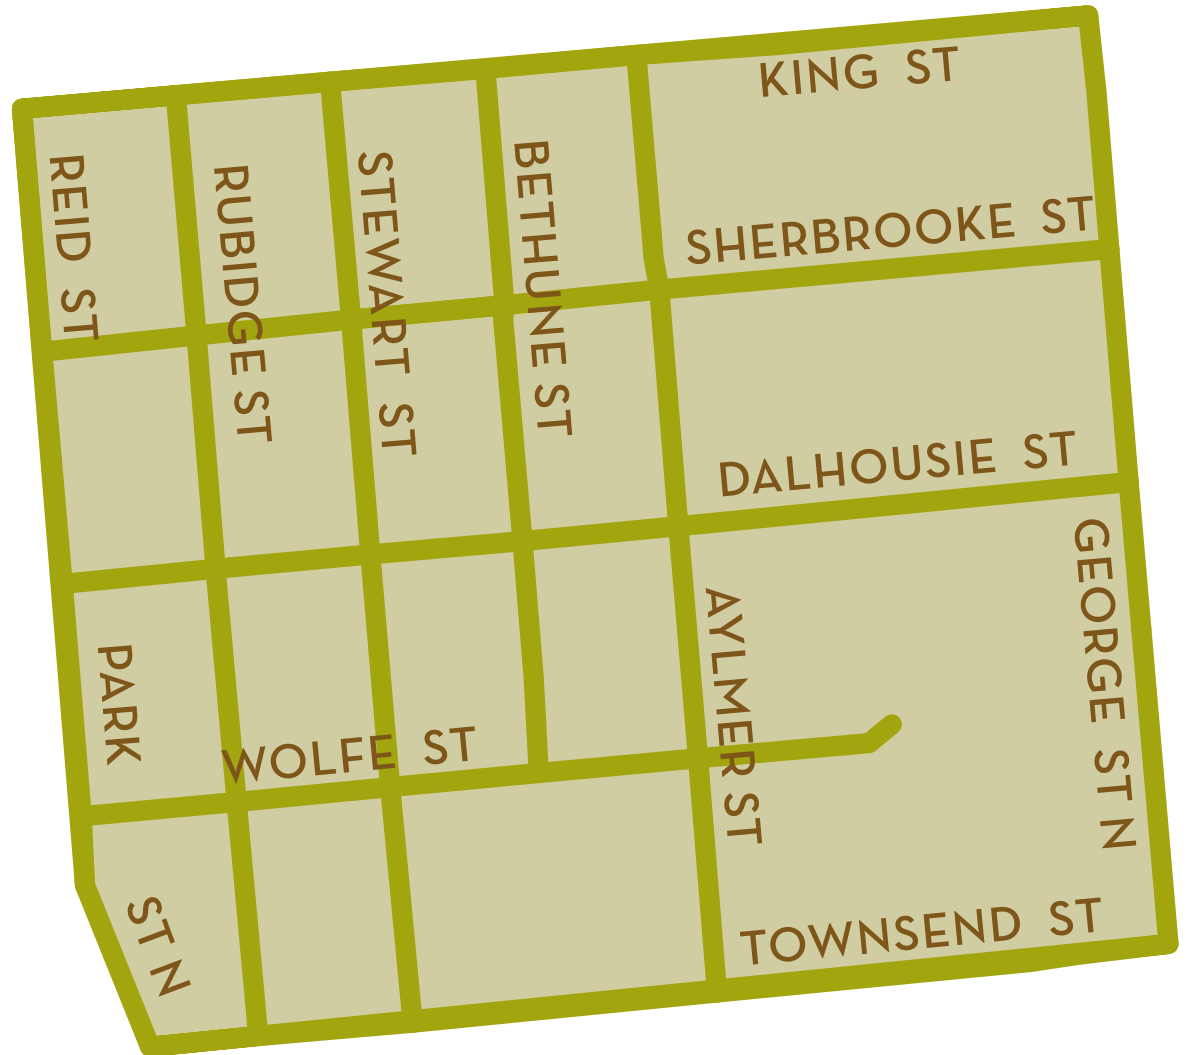 KING ST
REID ST
RUBIDGE ST
STEWART ST
BETHUNE ST
SHERBROOKE ST
DALHOUSIE ST
GEORGE ST N
AYLMER ST
PARK ST N
WOLFE ST
TOWNSEND ST